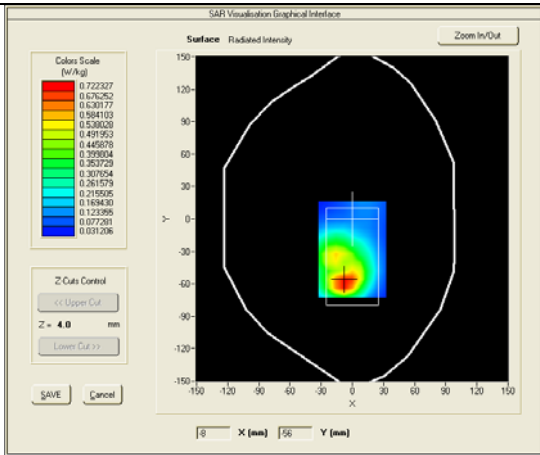 SAR Visualisation Graphical Interface
Surface Radiated Intensity
Zoom In/Out
Colors Scale
(W/kg)
0.722327
0.676252
0.630177
0.584103
0.538028
0.491953
0.445878
0.399804
0.353729
0.307654
0.261579
0.215505
0.169430
0.123355
0.077281
0.031206
Z-Cuts Control
<< Upper Cut
Z = 4.0 mm
Lower Cut >>
SAVE Cancel
150
120
90
60
30
0
-30
-60
-90
-120
-150
Y
-150 -120 -90 -60 -30 0 30 60 90 120 150
X
-8 X (mm) -56 Y (mm)